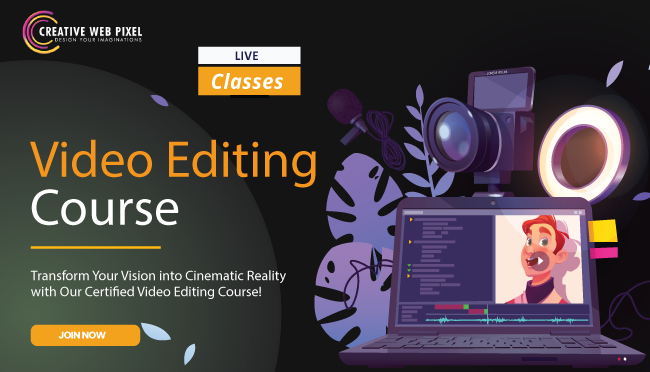 CREATIVE WEB PIXEL
DESIGN YOUR IMAGINATIONS
LIVE
Classes
Video Editing
Course
Transform Your Vision into Cinematic Reality
with Our Certified Video Editing Course!
JOIN NOW